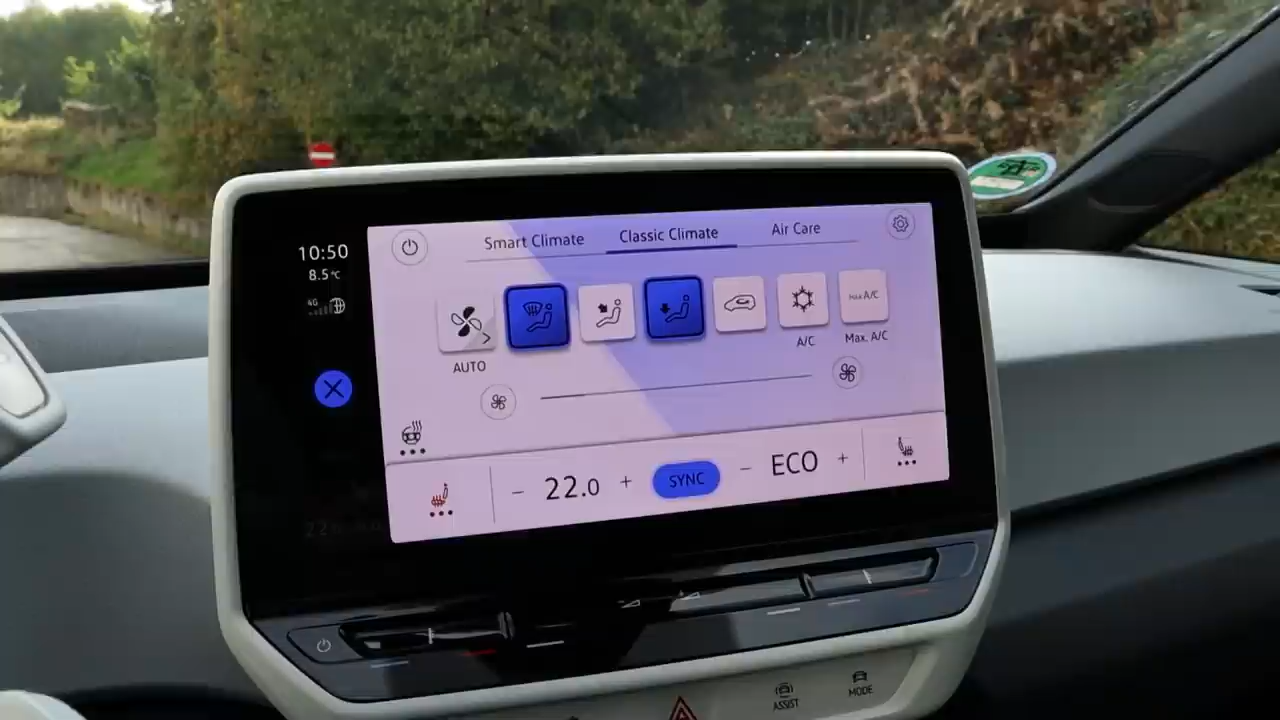 10:50
8.5°C
4G
Smart Climate
Classic Climate
Air Care
AUTO
MAX A/C
A/C
Max. A/C
22.0
SYNC
ECO
ASSIST
MODE